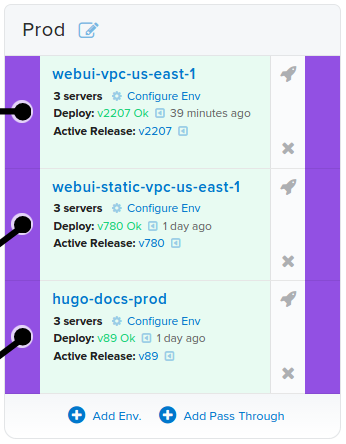 Prod
webui-vpc-us-east-1
3 servers Configure Env
Deploy: v2207 Ok 39 minutes ago
Active Release: v2207
webui-static-vpc-us-east-1
3 servers Configure Env
Deploy: v780 Ok 1 day ago
Active Release: v780
hugo-docs-prod
3 servers Configure Env
Deploy: v89 Ok 1 day ago
Active Release: v89
Add Env. Add Pass Through